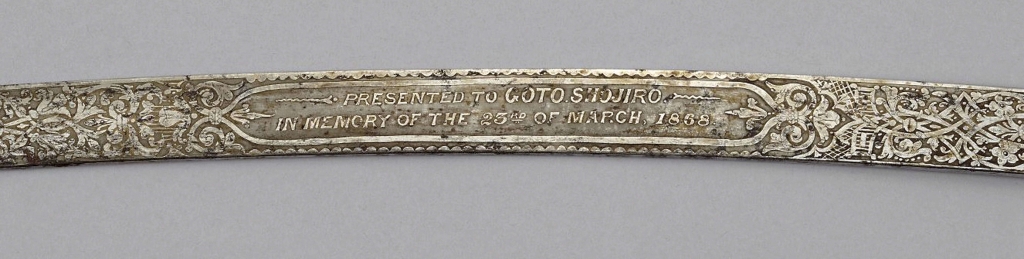 PRESENTED TO GOTO. SHOJIRO.
IN MEMORY OF THE 23RD OF MARCH, 1868